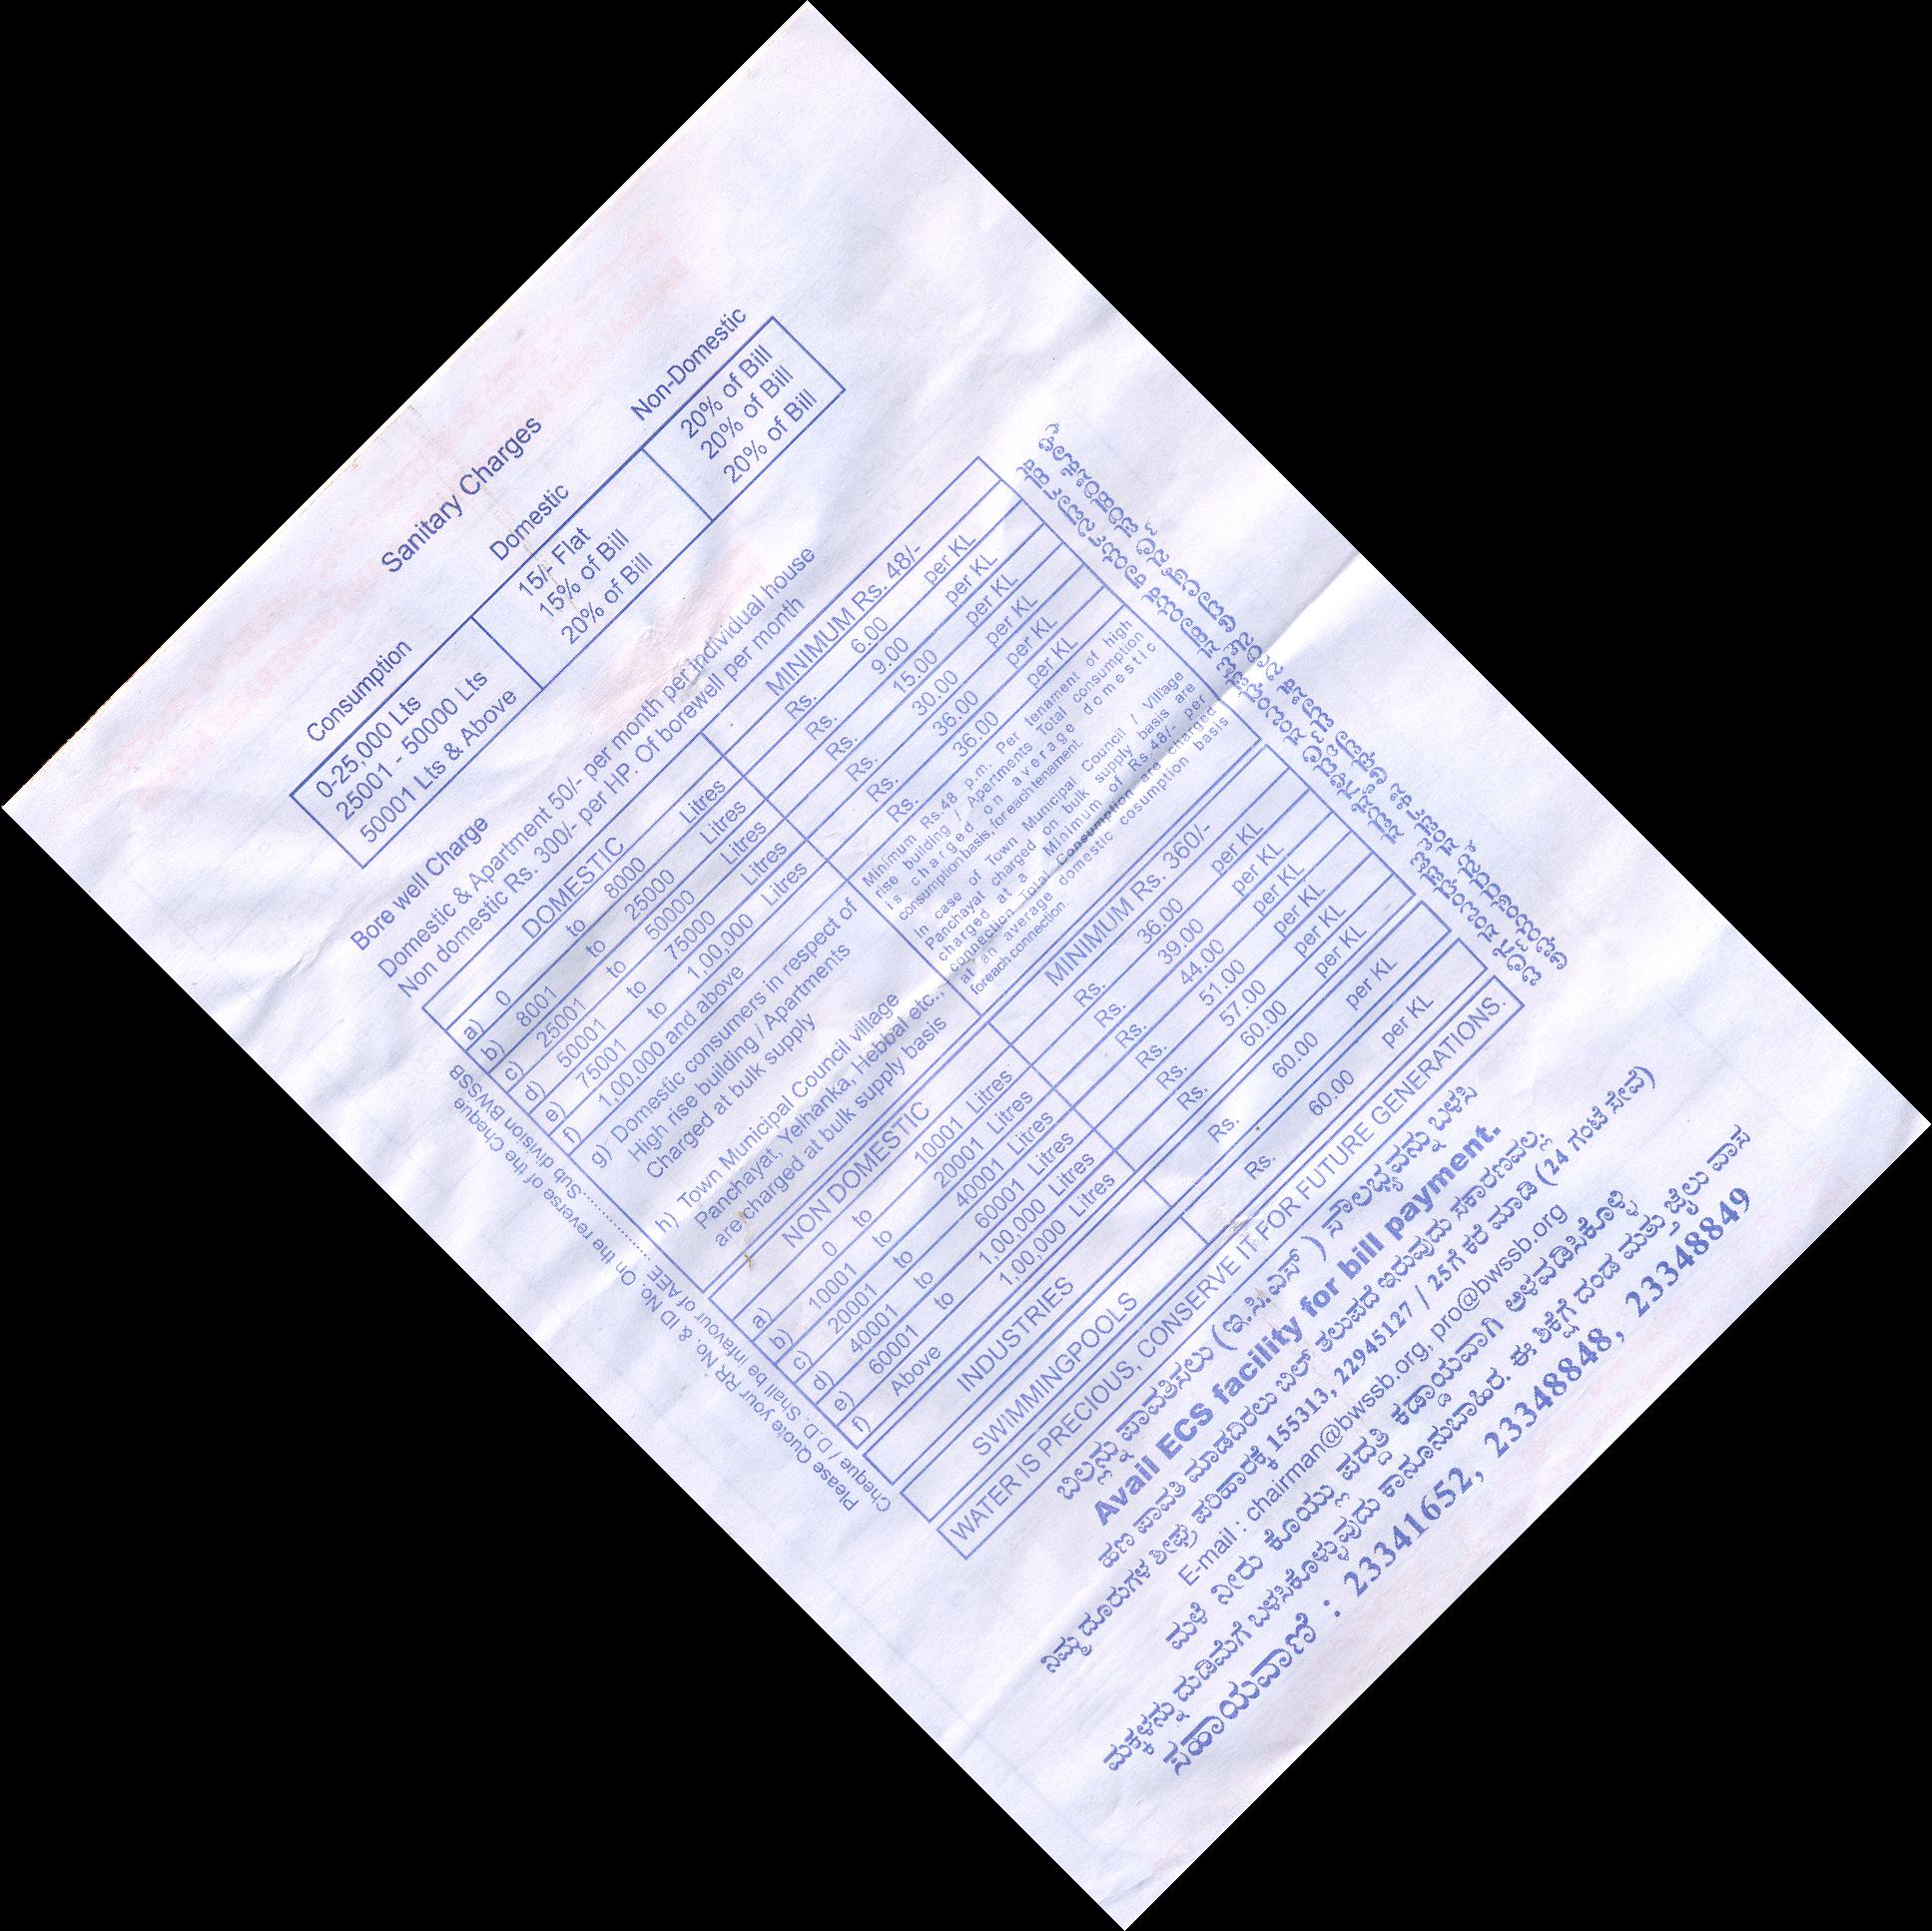 Sanitary Charges
Consumption Domestic Non-Domestic
0-25,000 Lts 15/- Flat 20% of Bill
25001 - 50000 Lts 15% of Bill 20% of Bill
50001 Lts & Above 20% of Bill 20% of Bill
Bore well Charge
Domestic & Apartment 50/- per month per individual house
Non domestic Rs. 300/- per HP. Of borewell per month
DOMESTIC MINIMUM Rs. 48/-
a) 0 to 8000 Litres Rs. 6.00 per KL
b) 8001 to 25000 Litres Rs. 9.00 per KL
c) 25001 to 50000 Litres Rs. 15.00 per KL
d) 50001 to 75000 Litres Rs. 30.00 per KL
e) 75001 to 1,00,000 Litres Rs. 36.00 per KL
f) 1,00,000 and above Rs. 36.00 per KL
g) Domestic consumers in respect of
High rise building / Apartments
Charged at bulk supply
Minimum Rs. 48 p.m. Per tenament of high
rise building / Apartments Total consumption
is charged on average domestic
consumption basis, for each tenament
h) Town Municipal Council village
Panchayat, Yelhanka, Hebbal etc.,
are charged at bulk supply basis
In case of Town Municipal Council / Village
Panchayat charged on bulk supply basis are
charged at a Minimum of Rs.48/- per
connection Total Consumption are charged
at an average domestic cosumption basis
foreach connection.
NON DOMESTIC MINIMUM Rs. 360/-
a) 0 to 10001 Litres Rs. 36.00 per KL
b) 10001 to 20001 Litres Rs. 39.00 per KL
c) 20001 to 40001 Litres Rs. 44.00 per KL
d) 40001 to 60001 Litres Rs. 51.00 per KL
e) 60001 to 1,00,000 Litres Rs. 57.00 per KL
f) Above 1,00,000 Litres Rs. 60.00 per KL
INDUSTRIES Rs. 60.00 per KL
SWIMMINGPOOLS Rs. 60.00 per KL
WATER IS PRECIOUS, CONSERVE IT FOR FUTURE GENERATIONS.
ಬಿಲನ್ನು ಪಾವತಿಸಲು (ಇ.ಸಿ.ಎಸ್ ) ಸೌಲಭ್ಯವನ್ನು ಬಳಸಿ
Avail ECS facility for bill payment.
ಹಣ ಪಾವತಿ ಮಾಡದಿರಲು ಬಿಲ್ ತಲುಪದೆ ಇರುವುದು ಸಕಾರಣವಲ್ಲ
ನಿಮ್ಮ ದೂರುಗಳ ಶೀಘ್ರ ಪರಿಹಾರಕ್ಕೆ 155313, 22945127 / 25ಗೆ ಕರೆ ಮಾಡಿ (24 ಗಂಟೆ ಸೇವೆ)
E-mail : chairman@bwssb.org, pro@bwssb.org
ಮಳೆ ನೀರು ಕೊಯ್ಲು ಪದ್ದತಿ ಕಡ್ಡಾಯವಾಗಿ ಅಳವಡಿಸಿಕೊಳ್ಳಿ
ಮಕ್ಕಳನ್ನು ದುಡಿಮೆಗೆ ಬಳಸಿಕೊಳ್ಳುವುದು ಕಾನೂನುಬಾಹಿರ. ಈ ಶಿಕ್ಷೆಗೆ ದಂಡ ಮತ್ತು ಜೈಲು ವಾಸ
ಸಹಾಯವಾಣಿ : 23341652, 23348848, 23348849
Please Quote your RR No. & ID No. On the reverse of the Cheque
Cheque / D.D. Shall be infavour of AEE ............... Sub division BWSSB